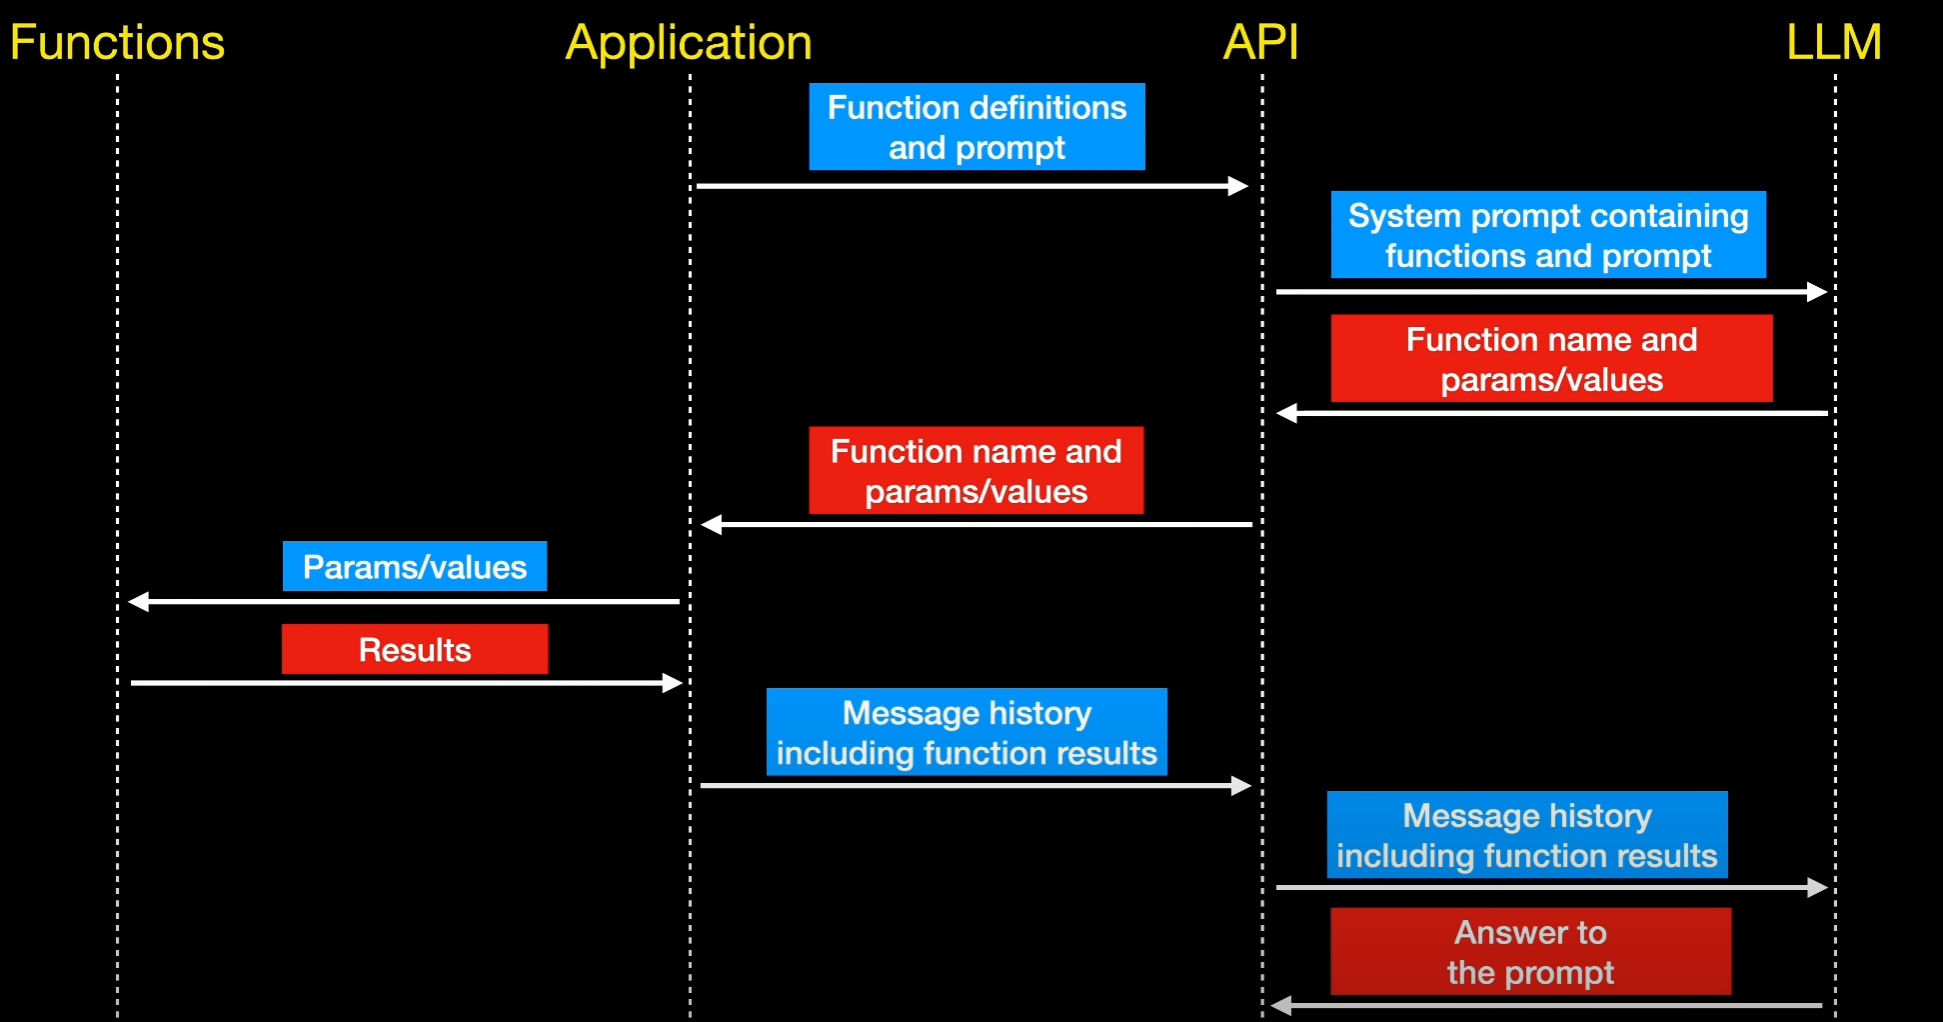 Functions
Application
API
LLM
Function definitions
and prompt
System prompt containing
functions and prompt
Function name and
params/values
Function name and
params/values
Params/values
Results
Message history
including function results
Message history
including function results
Answer to
the prompt